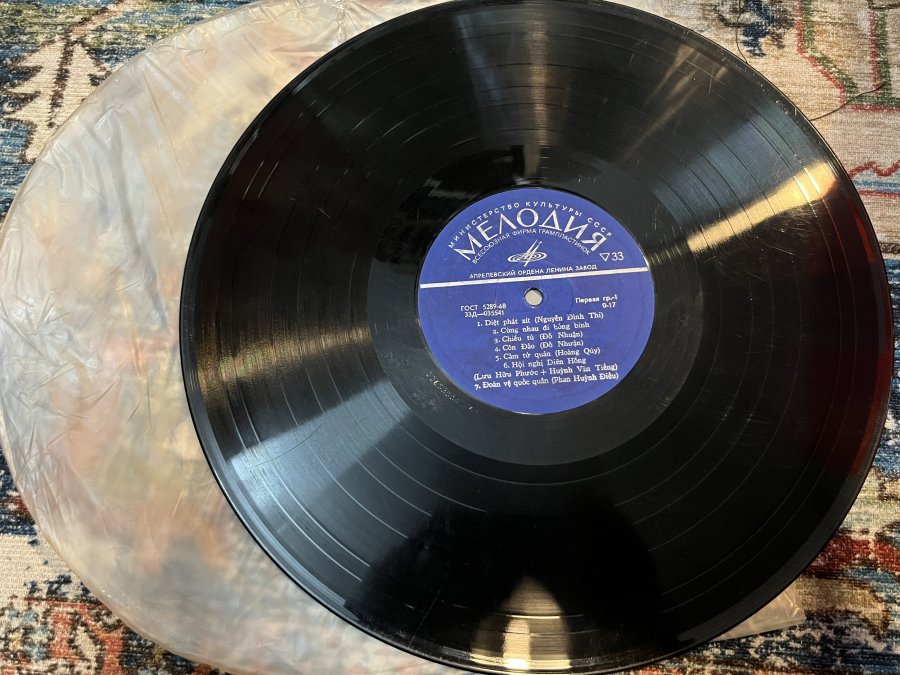 МИНИСТЕРСТВО КУЛЬТУРЫ СССР
МЕЛОДИЯ
ВСЕСОЮЗНАЯ ФИРМА ГРАМПЛАСТИНОК
▽33
АПРЕЛЕВСКИЙ ОРДЕНА ЛЕНИНА ЗАВОД
ГОСТ 5289-68
33Д—035541
Первая гр.-1
0-17
1. Diệt phát xít (Nguyễn Đình Thi)
2. Cùng nhau đi hùng binh
3. Chiều tù (Đỗ Nhuận)
4. Côn Đảo (Đỗ Nhuận)
5. Cảm tử quân (Hoàng Qúy)
6. Hội nghị Diên Hồng
(Lưu Hữu Phước + Huỳnh Văn Tiểng)
7. Đoàn vệ quốc quân (Phan Huỳnh Điểu)